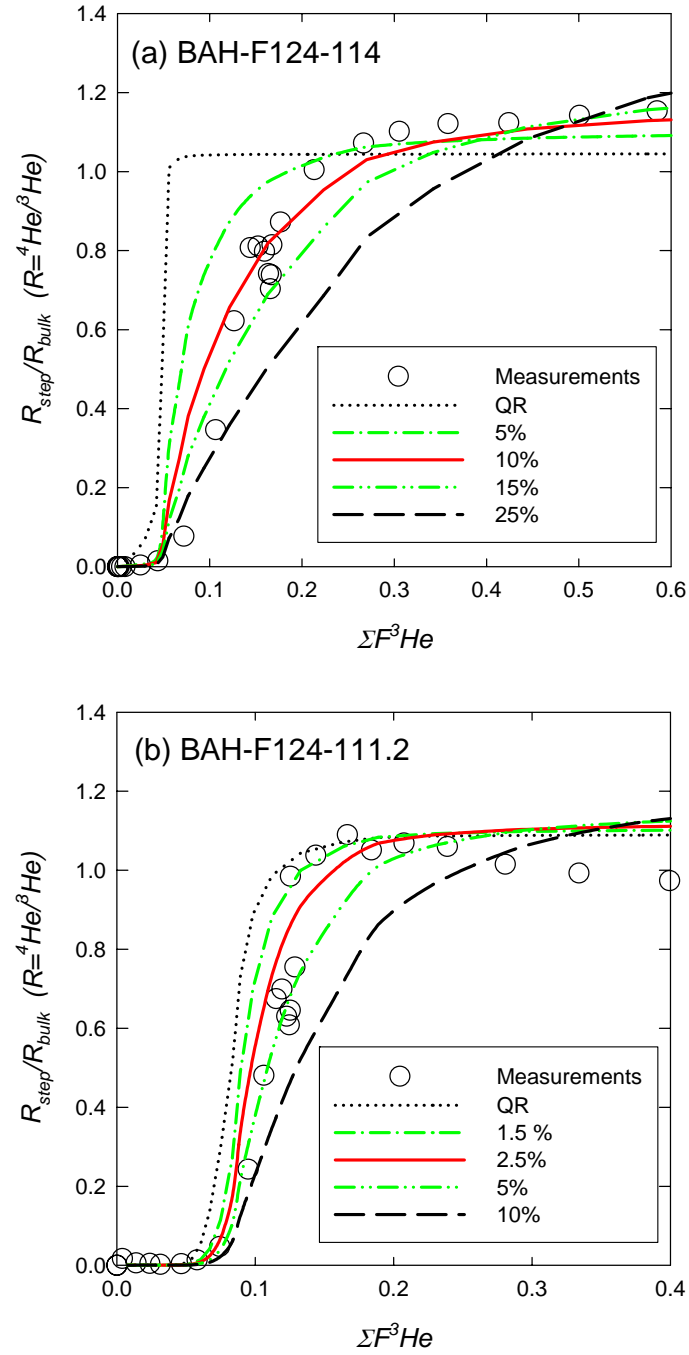 (a) BAH-F124-114
1.4
1.2
1.0
0.8
0.6
0.4
0.2
0.0
R_step/R_bulk (R=⁴He/³He)
Measurements
QR
5%
10%
15%
25%
0.0 0.1 0.2 0.3 0.4 0.5 0.6
ΣF³He
(b) BAH-F124-111.2
1.4
1.2
1.0
0.8
0.6
0.4
0.2
0.0
R_step/R_bulk (R=⁴He/³He)
Measurements
QR
1.5 %
2.5%
5%
10%
0.0 0.1 0.2 0.3 0.4
ΣF³He